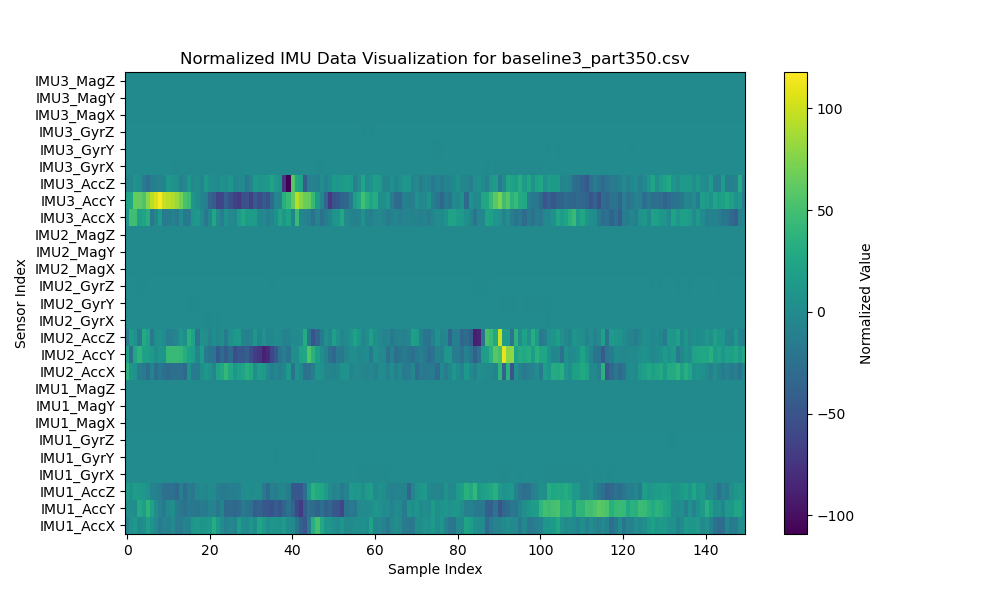 Normalized IMU Data Visualization for baseline3_part350.csv
IMU3_MagZ
IMU3_MagY
IMU3_MagX
IMU3_GyrZ
IMU3_GyrY
IMU3_GyrX
IMU3_AccZ
IMU3_AccY
IMU3_AccX
IMU2_MagZ
IMU2_MagY
IMU2_MagX
IMU2_GyrZ
IMU2_GyrY
IMU2_GyrX
IMU2_AccZ
IMU2_AccY
IMU2_AccX
IMU1_MagZ
IMU1_MagY
IMU1_MagX
IMU1_GyrZ
IMU1_GyrY
IMU1_GyrX
IMU1_AccZ
IMU1_AccY
IMU1_AccX
Sensor Index
0 20 40 60 80 100 120 140
Sample Index
100
50
0
−50
−100
Normalized Value